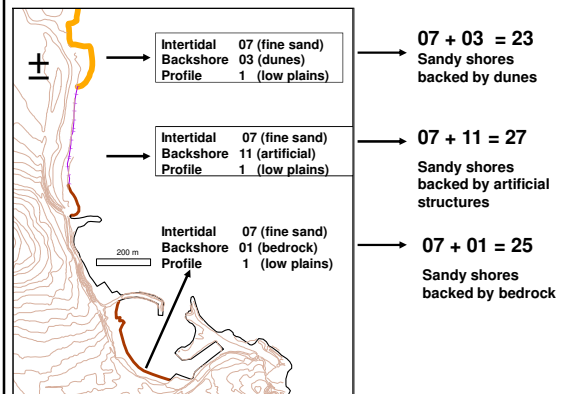 Intertidal 07 (fine sand)
Backshore 03 (dunes)
Profile 1 (low plains)
07 + 03 = 23
Sandy shores
backed by dunes
Intertidal 07 (fine sand)
Backshore 11 (artificial)
Profile 1 (low plains)
07 + 11 = 27
Sandy shores
backed by artificial
structures
Intertidal 07 (fine sand)
Backshore 01 (bedrock)
Profile 1 (low plains)
07 + 01 = 25
Sandy shores
backed by bedrock
±
200 m